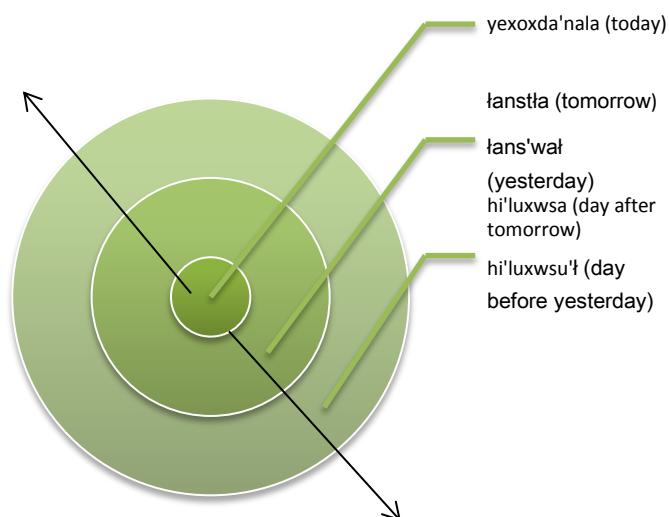 yexoxda'nala (today)
łanstła (tomorrow)
łans'wał
(yesterday)
hi'luxwsa (day after
tomorrow)
hi'luxwsu'ł (day
before yesterday)